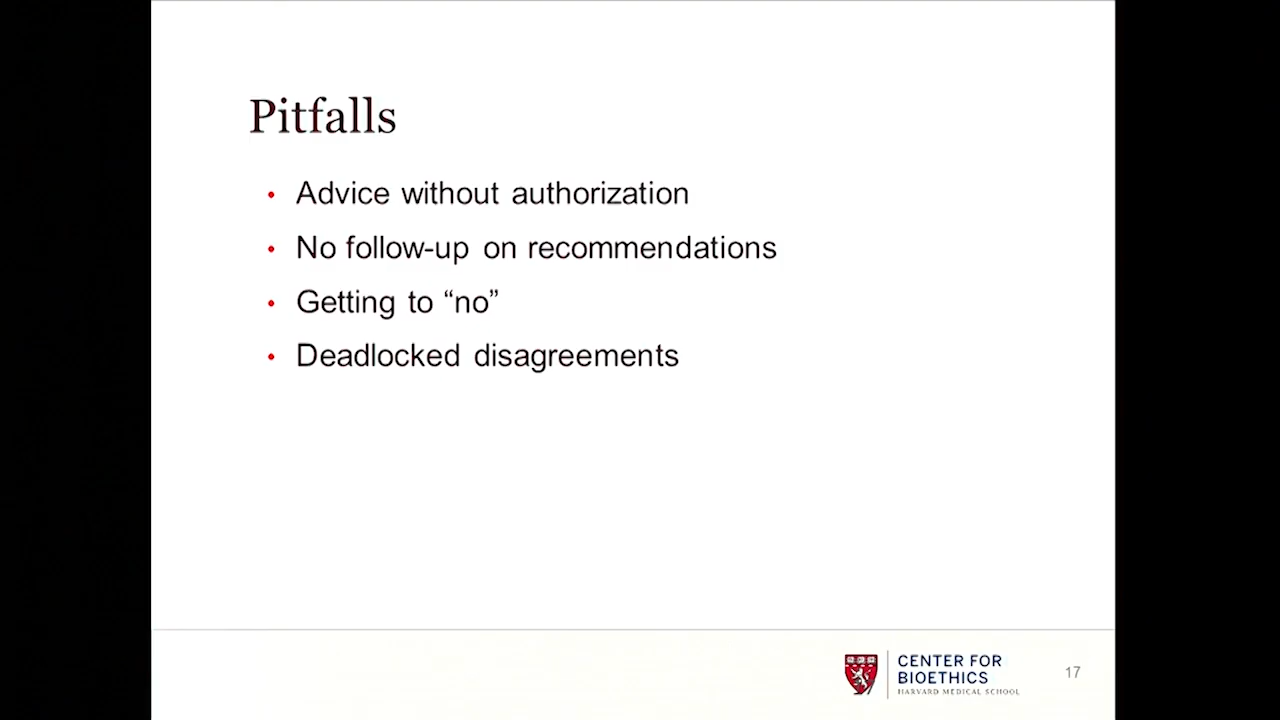 Pitfalls
• Advice without authorization
• No follow-up on recommendations
• Getting to “no”
• Deadlocked disagreements
CENTER FOR
BIOETHICS
HARVARD MEDICAL SCHOOL
17